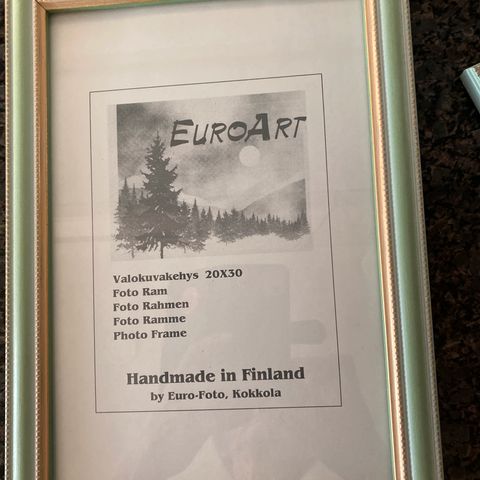 EUROART
Valokuvakehys 20X30
Foto Ram
Foto Rahmen
Foto Ramme
Photo Frame
Handmade in Finland
by Euro-Foto, Kokkola